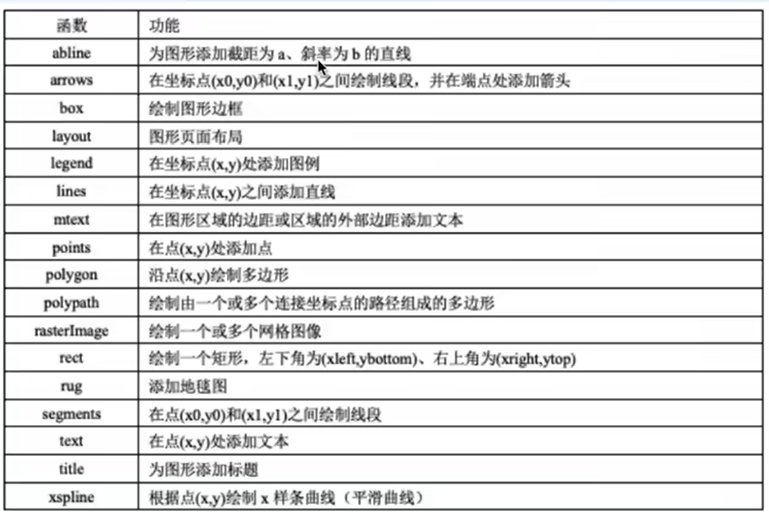 函数 功能
abline 为图形添加截距为 a、斜率为 b 的直线
arrows 在坐标点(x0,y0)和(x1,y1)之间绘制线段，并在端点处添加箭头
box 绘制图形边框
layout 图形页面布局
legend 在坐标点(x,y)处添加图例
lines 在坐标点(x,y)之间添加直线
mtext 在图形区域的边距或区域的外部边距添加文本
points 在点(x,y)处添加点
polygon 沿点(x,y)绘制多边形
polypath 绘制由一个或多个连接坐标点的路径组成的多边形
rasterImage 绘制一个或多个网格图像
rect 绘制一个矩形，左下角为(xleft,ybottom)、右上角为(xright,ytop)
rug 添加地毯图
segments 在点(x0,y0)和(x1,y1)之间绘制线段
text 在点(x,y)处添加文本
title 为图形添加标题
xspline 根据点(x,y)绘制 x 样条曲线（平滑曲线）